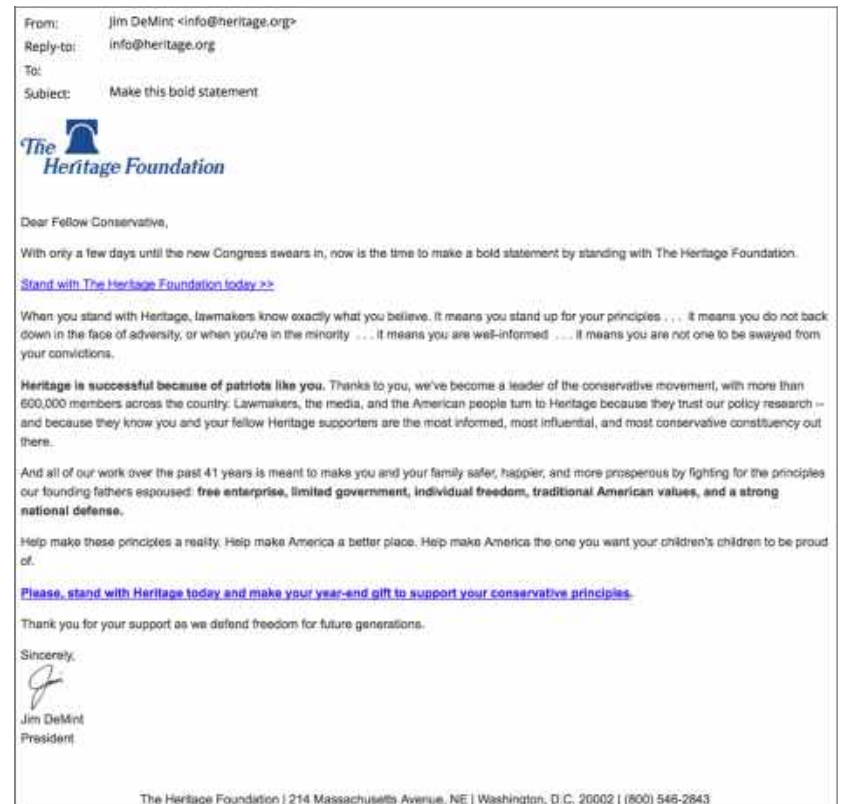 From: Jim DeMint <info@heritage.org>
Reply-to: info@heritage.org
To:
Subject: Make this bold statement
The
Heritage Foundation
Dear Fellow Conservative,
With only a few days until the new Congress swears in, now is the time to make a bold statement by standing with The Heritage Foundation.
Stand with The Heritage Foundation today >>
When you stand with Heritage, lawmakers know exactly what you believe. It means you stand up for your principles . . . it means you do not back
down in the face of adversity, or when you're in the minority . . . it means you are well-informed . . . it means you are not one to be swayed from
your convictions.
Heritage is successful because of patriots like you. Thanks to you, we've become a leader of the conservative movement, with more than
600,000 members across the country. Lawmakers, the media, and the American people turn to Heritage because they trust our policy research –
and because they know you and your fellow Heritage supporters are the most informed, most influential, and most conservative constituency out
there.
And all of our work over the past 41 years is meant to make you and your family safer, happier, and more prosperous by fighting for the principles
our founding fathers espoused: free enterprise, limited government, individual freedom, traditional American values, and a strong
national defense.
Help make these principles a reality. Help make America a better place. Help make America the one you want your children's children to be proud
of.
Please, stand with Heritage today and make your year-end gift to support your conservative principles.
Thank you for your support as we defend freedom for future generations.
Sincerely,
Jim
Jim DeMint
President
The Heritage Foundation | 214 Massachusetts Avenue, NE | Washington, D.C. 20002 | (800) 546-2843